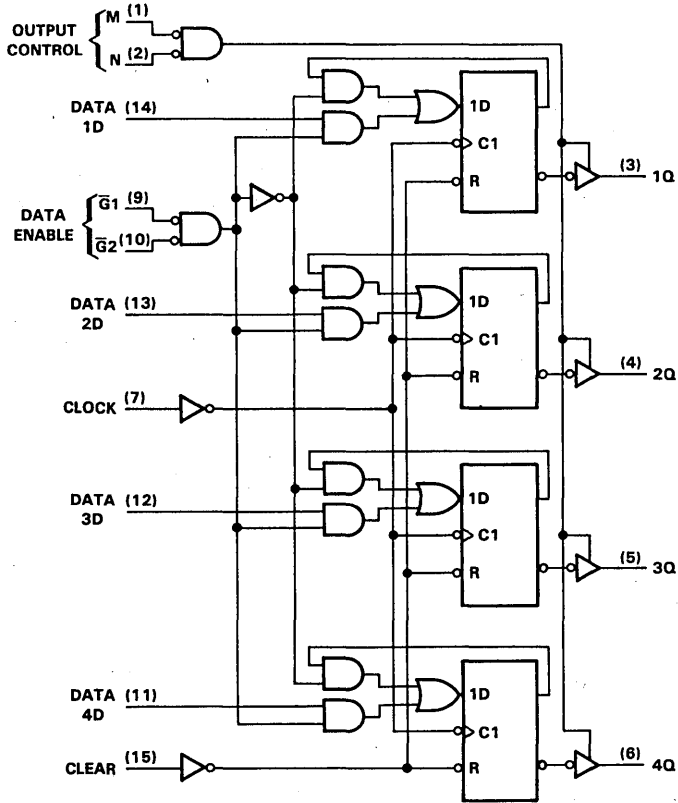 OUTPUT CONTROL
M (1)
N (2)
DATA 1D (14)
1D
C1
R
(3) 1Q
DATA ENABLE
G̅1 (9)
G̅2 (10)
DATA 2D (13)
1D
C1
R
(4) 2Q
CLOCK (7)
DATA 3D (12)
1D
C1
R
(5) 3Q
DATA 4D (11)
1D
C1
R
(6) 4Q
CLEAR (15)